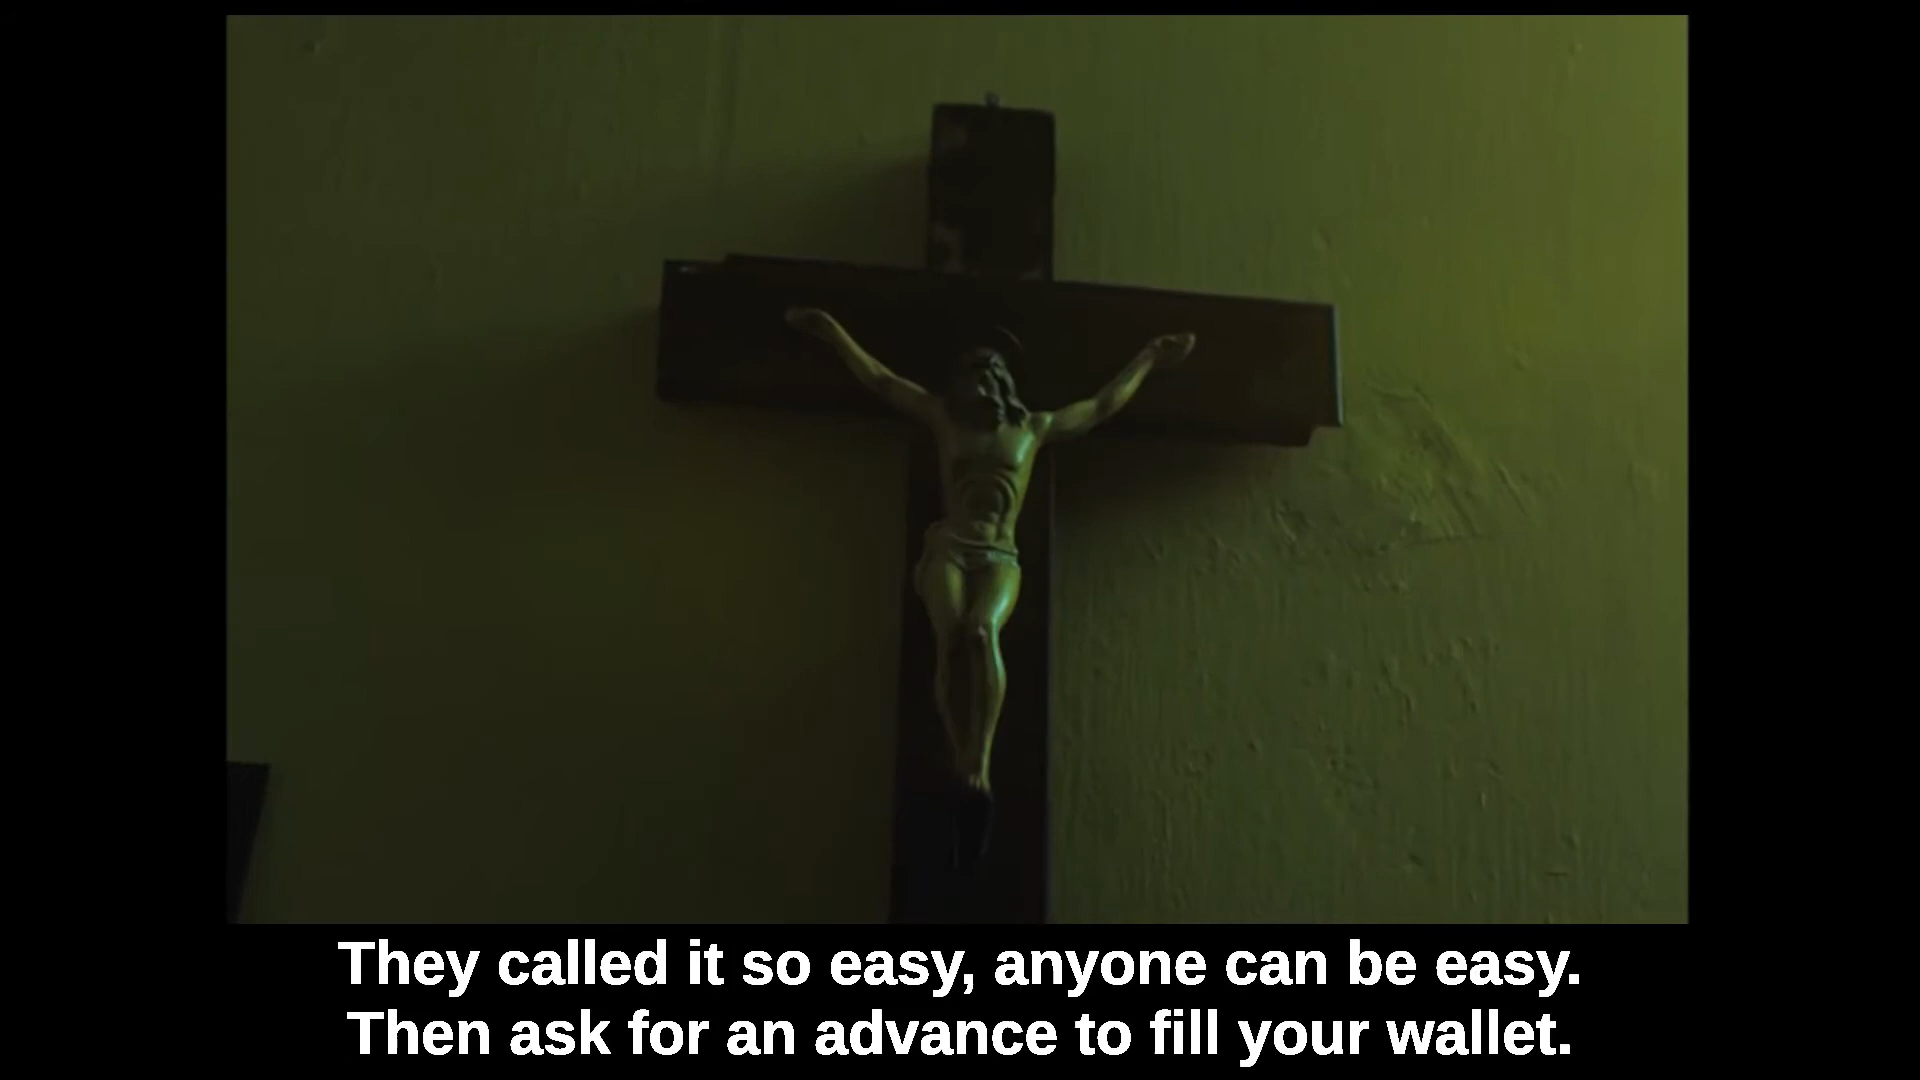 They called it so easy, anyone can be easy.
Then ask for an advance to fill your wallet.